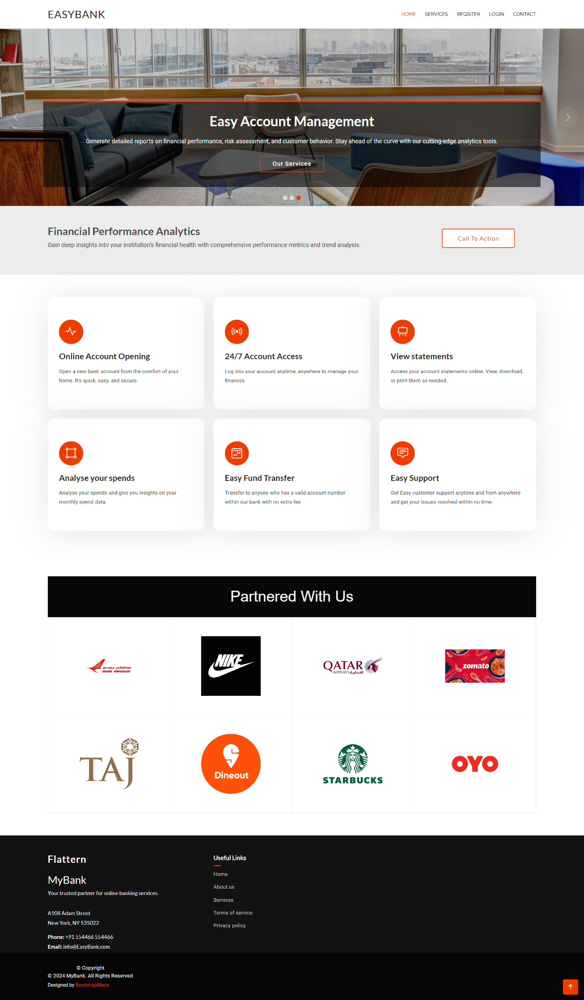 EASYBANK
HOME SERVICES REGISTER LOGIN CONTACT
Easy Account Management
Generate detailed reports on financial performance, risk assessment, and customer behavior. Stay ahead of the curve with our cutting-edge analytics tools.
Our Services
Financial Performance Analytics
Gain deep insights into your institution's financial health with comprehensive performance metrics and trend analysis.
Call To Action
Online Account Opening
Open a new bank account from the comfort of your
home. It's quick, easy, and secure.
24/7 Account Access
Log into your account anytime, anywhere to manage your
finances
View statements
Access your account statements online. View, download,
or print them as needed.
Analyse your spends
Analyse your spends and give you insights on your
monthly spend data.
Easy Fund Transfer
Transfer to anyone who has a valid account number
within our bank with no extra fee
Easy Support
Get Easy customer support anytime and from anywhere
and get your issues resolved within no time.
Partnered With Us
एअर इंडिया
AIR INDIA
NIKE
QATAR
AIRWAYS القطرية
zomato
TAJ
Dineout
STARBUCKS
OYO
Flattern
MyBank
Your trusted partner for online banking services.
A108 Adam Street
New York, NY 535022
Phone: +91 554466 554466
Email: info@EasyBank.com
Useful Links
Home
About us
Services
Terms of service
Privacy policy
© Copyright
© 2024 MyBank. All Rights Reserved
Designed by BootstrapMade